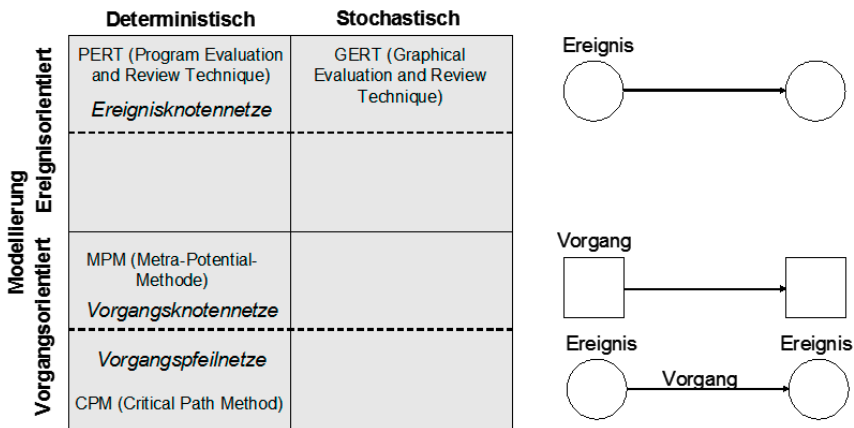 Deterministisch
Stochastisch
Modellierung
Ereignisorientiert
PERT (Program Evaluation
and Review Technique)
Ereignisknotennetze
GERT (Graphical
Evaluation and Review
Technique)
Ereignis
Vorgangsorientiert
MPM (Metra-Potential-
Methode)
Vorgangsknotennetze
Vorgang
Vorgangspfeilnetze
CPM (Critical Path Method)
Ereignis
Ereignis
Vorgang